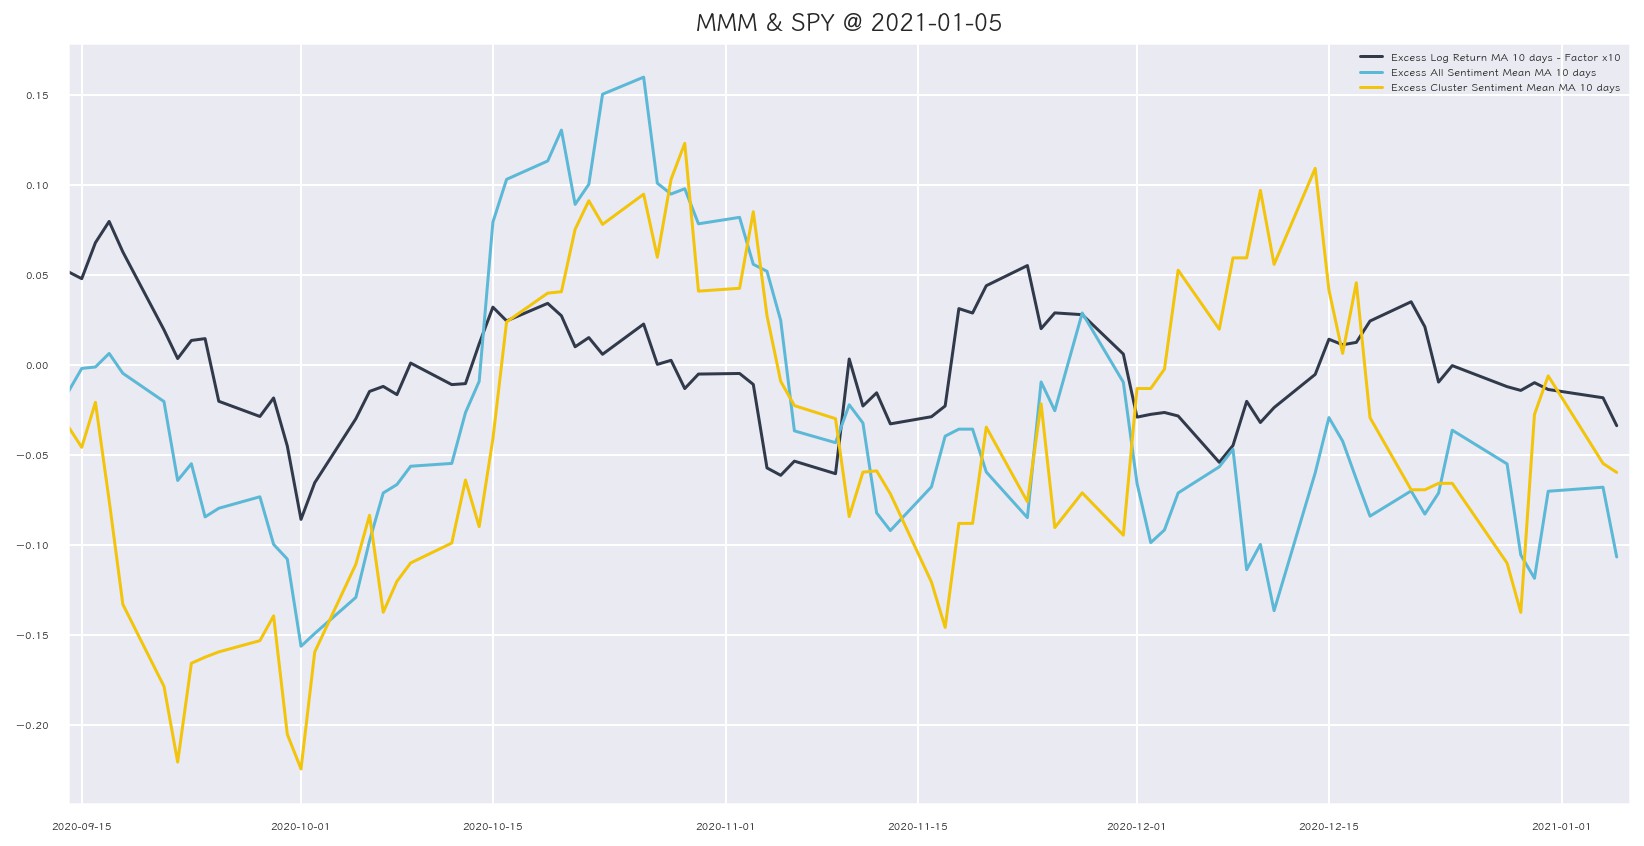 MMM & SPY @ 2021-01-05
Excess Log Return MA 10 days - Factor x10
Excess All Sentiment Mean MA 10 days
Excess Cluster Sentiment Mean MA 10 days
0.15
0.10
0.05
0.00
−0.05
−0.10
−0.15
−0.20
2020-09-15 2020-10-01 2020-10-15 2020-11-01 2020-11-15 2020-12-01 2020-12-15 2021-01-01